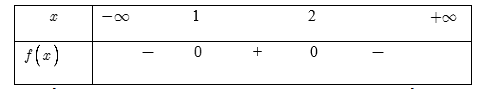 x −∞ 1 2 +∞
f(x) − 0 + 0 −